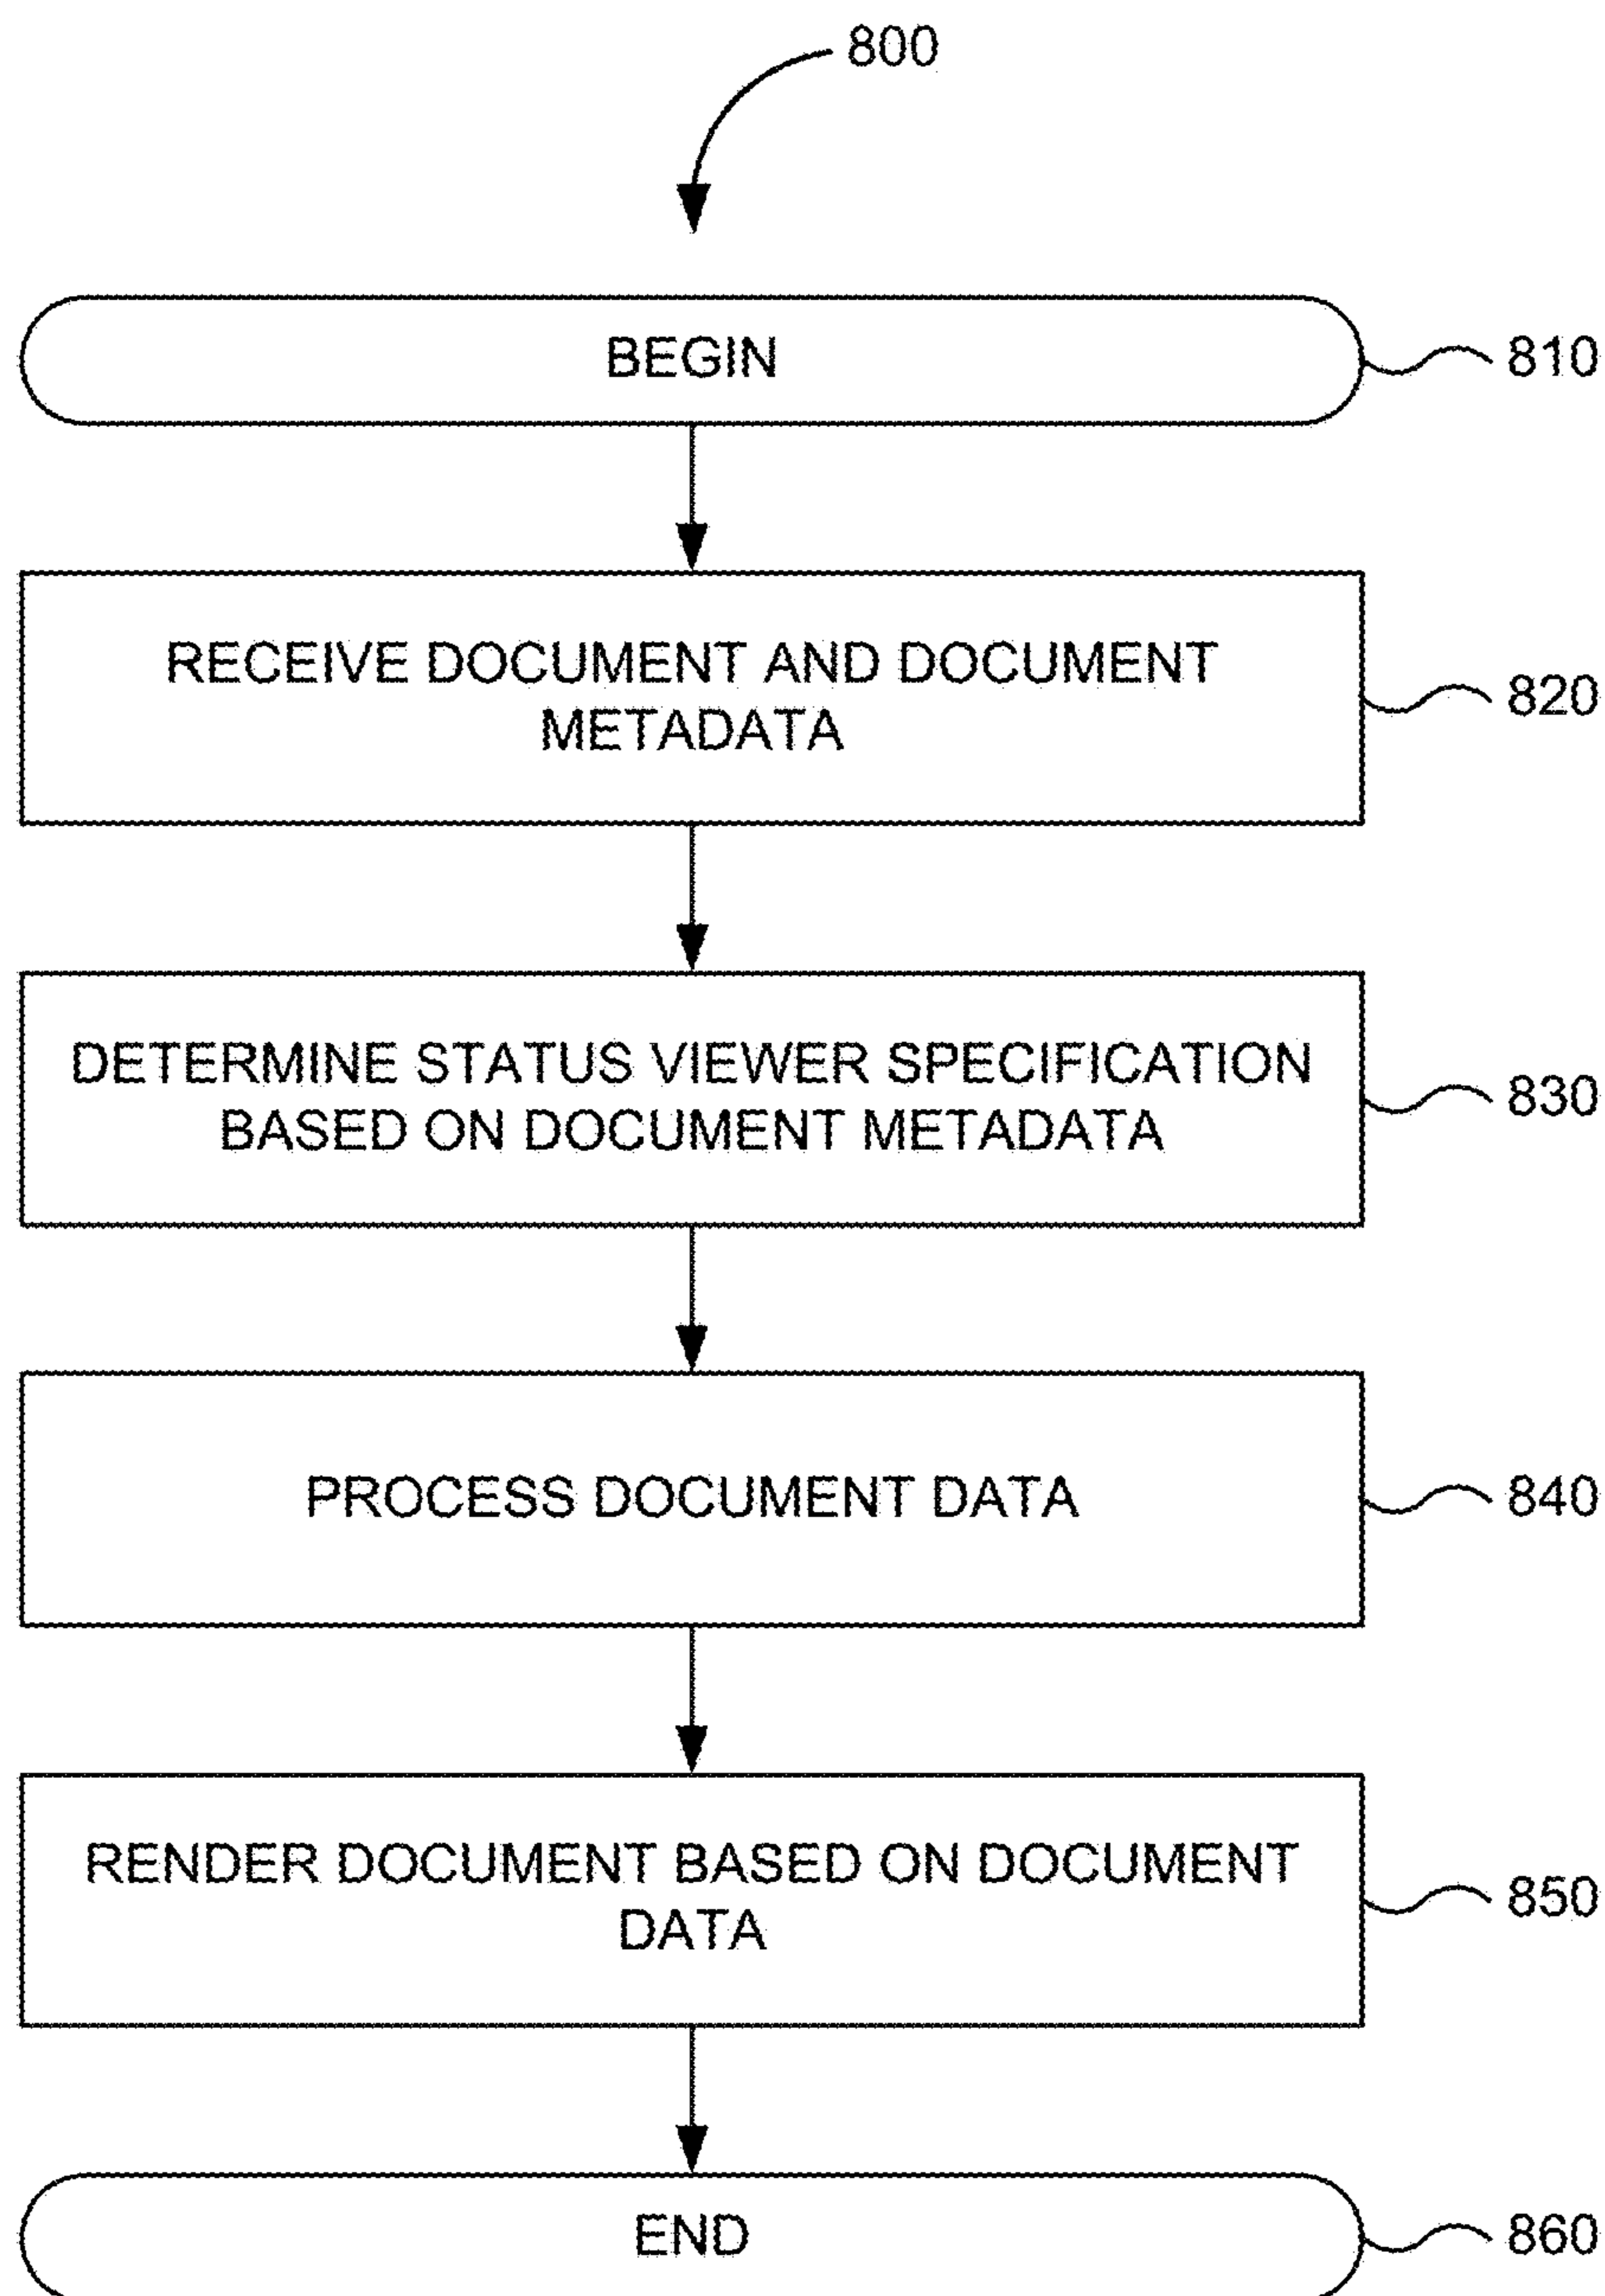 800
BEGIN
810
RECEIVE DOCUMENT AND DOCUMENT
METADATA
820
DETERMINE STATUS VIEWER SPECIFICATION
BASED ON DOCUMENT METADATA
830
PROCESS DOCUMENT DATA
840
RENDER DOCUMENT BASED ON DOCUMENT
DATA
850
END
860